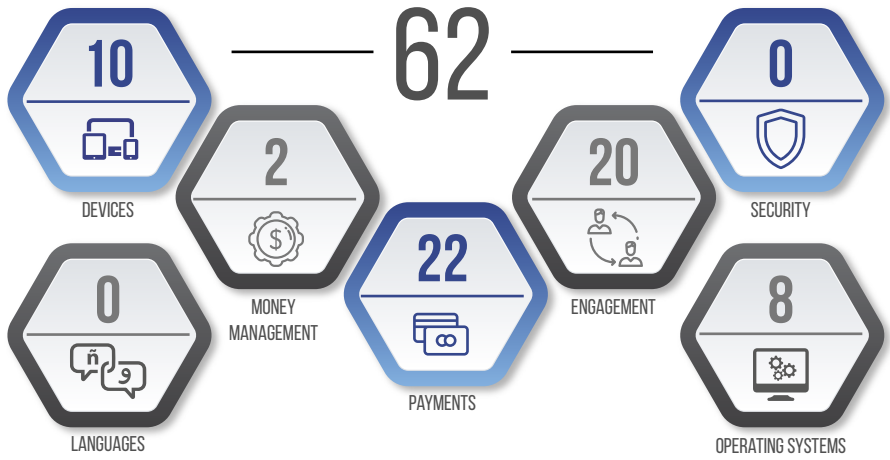 62
10
DEVICES
2
MONEY
MANAGEMENT
22
PAYMENTS
20
ENGAGEMENT
0
SECURITY
0
ñ
و
LANGUAGES
8
OPERATING SYSTEMS
$